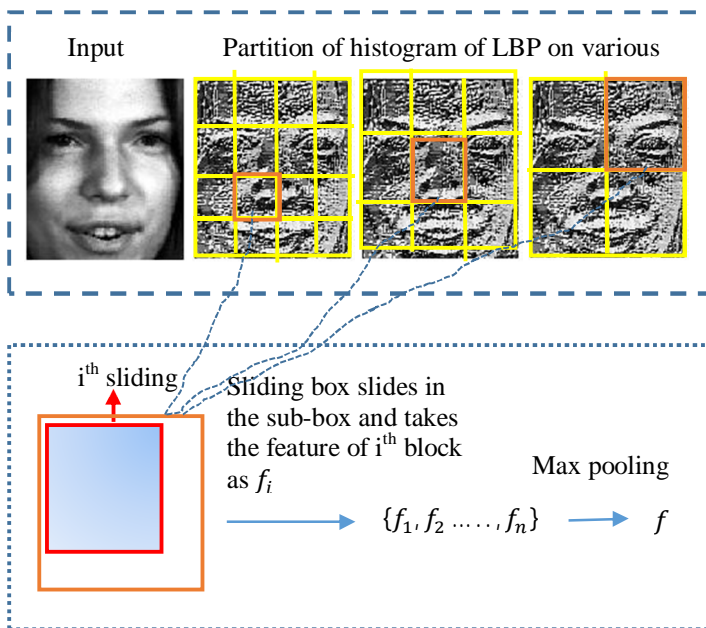 Input
Partition of histogram of LBP on various
iᵗʰ sliding
Sliding box slides in
the sub-box and takes
the feature of iᵗʰ block
as fᵢ
Max pooling
{f₁, f₂ ....., fₙ}
f